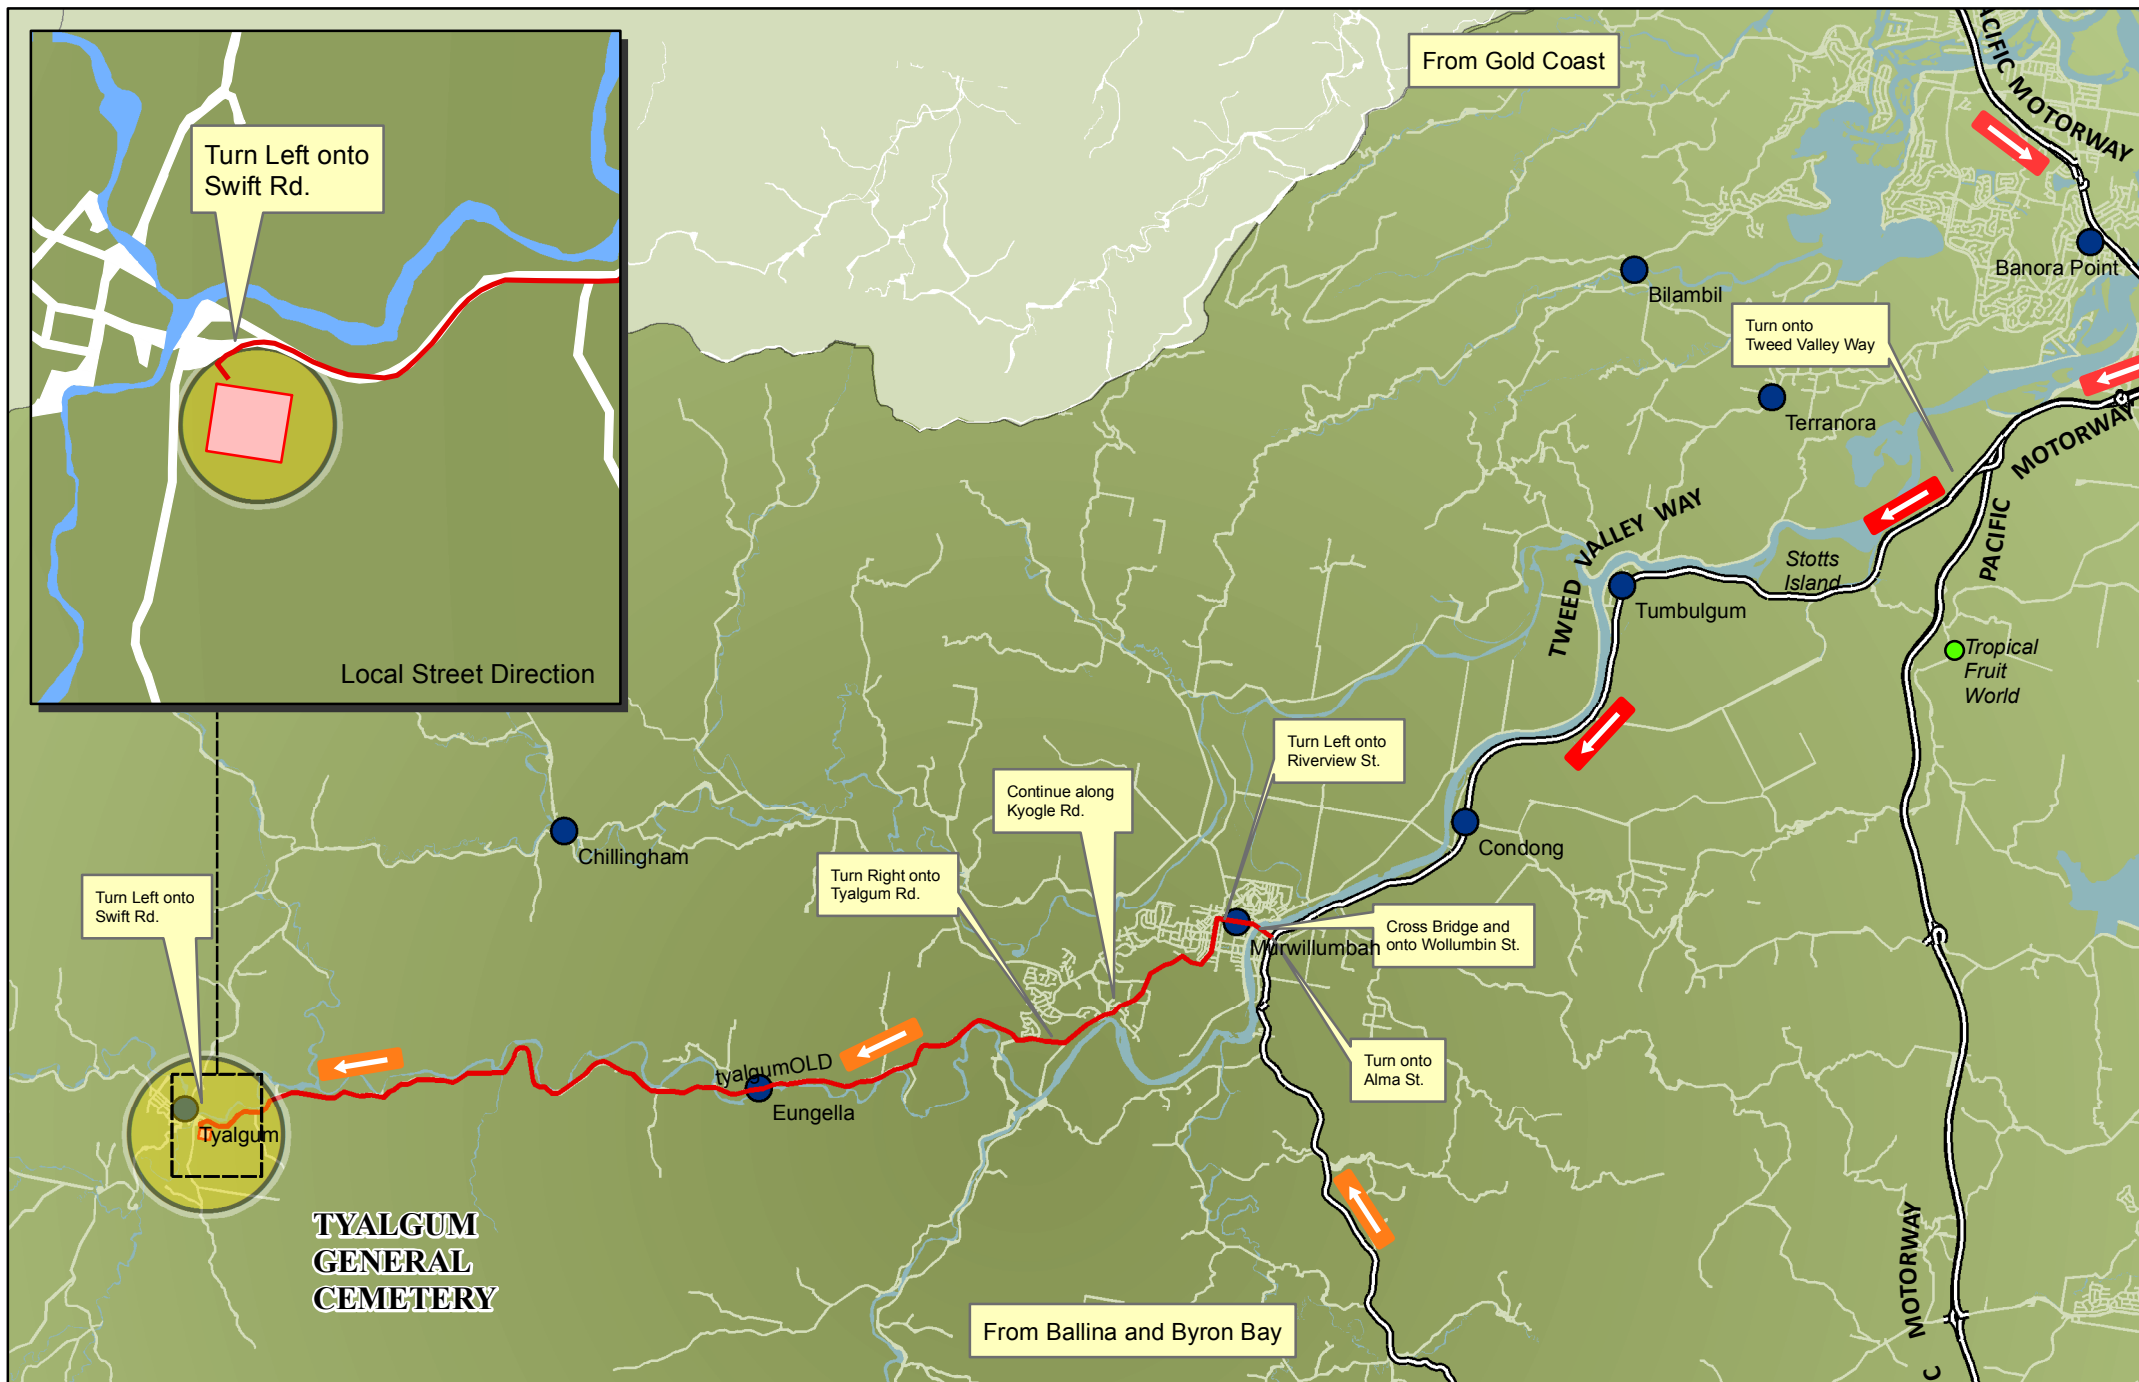 From Gold Coast
PACIFIC MOTORWAY
Turn Left onto
Swift Rd.
Local Street Direction
Banora Point
Bilambil
Turn onto
Tweed Valley Way
Terranora
MOTORWAY
PACIFIC
TWEED VALLEY WAY
Stotts
Island
Tumbulgum
Tropical
Fruit
World
Turn Left onto
Riverview St.
Continue along
Kyogle Rd.
Condong
Chillingham
Turn Right onto
Tyalgum Rd.
Turn Left onto
Swift Rd.
Cross Bridge and
onto Wollumbin St.
Murwillumbah
Turn onto
Alma St.
tyalgumOLD
Eungella
Tyalgum
TYALGUM
GENERAL
CEMETERY
From Ballina and Byron Bay
MOTORWAY
C